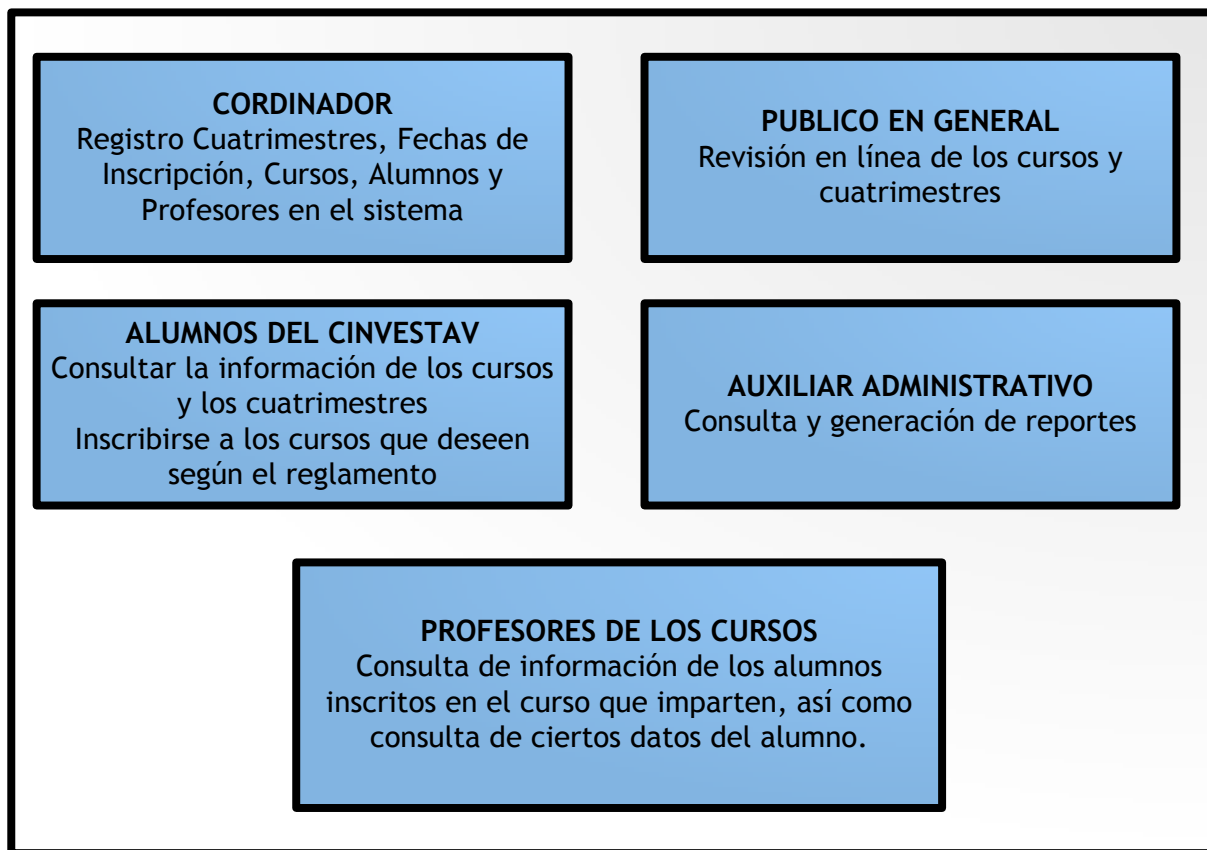 CORDINADOR
Registro Cuatrimestres, Fechas de
Inscripción, Cursos, Alumnos y
Profesores en el sistema
PUBLICO EN GENERAL
Revisión en línea de los cursos y
cuatrimestres
ALUMNOS DEL CINVESTAV
Consultar la información de los cursos
y los cuatrimestres
Inscribirse a los cursos que deseen
según el reglamento
AUXILIAR ADMINISTRATIVO
Consulta y generación de reportes
PROFESORES DE LOS CURSOS
Consulta de información de los alumnos
inscritos en el curso que imparten, así como
consulta de ciertos datos del alumno.